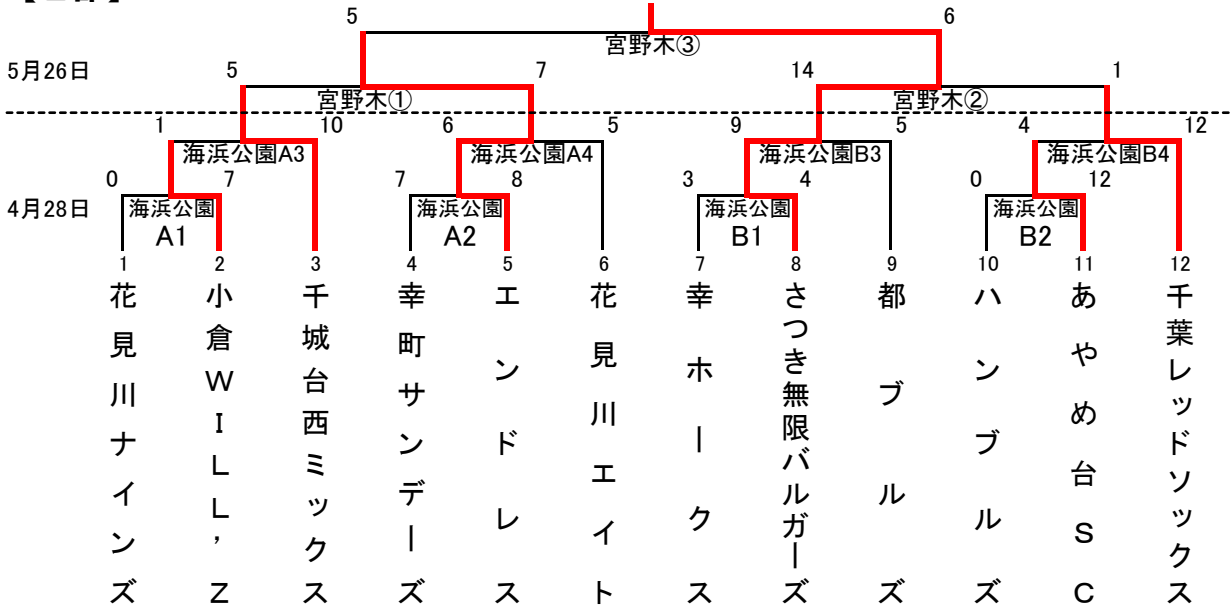 5 6
宮野木③
5月26日 5 7 14 1
宮野木① 宮野木②
1 10 6 5 9 5 4 12
海浜公園A3 海浜公園A4 海浜公園B3 海浜公園B4
0 7 7 8 3 4 0 12
4月28日 海浜公園 海浜公園 海浜公園 海浜公園
A1 A2 B1 B2
1 2 3 4 5 6 7 8 9 10 11 12
花見川ナインズ
小倉WILL’Z
千城台西ミックス
幸町サンデーズ
エンドレス
花見川エイト
幸ホークス
さつき無限バルガーズ
都ブルズ
ハンブルズ
あやめ台SC
千葉レッドソックス